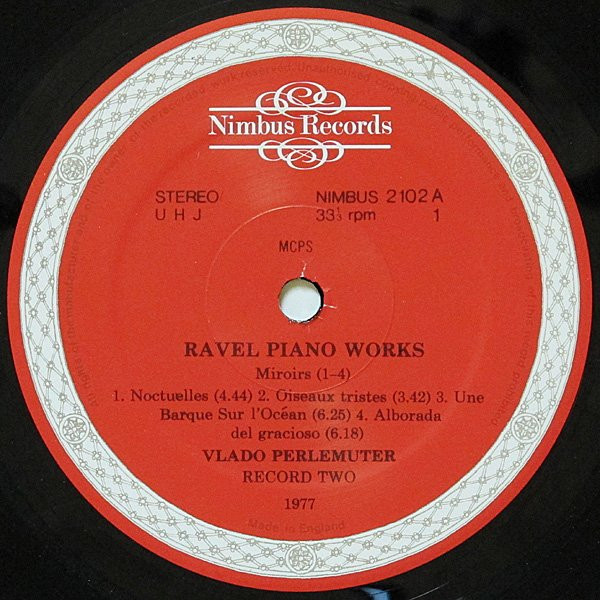 Nimbus Records
STEREO
U H J
NIMBUS 2102 A
33⅓ rpm 1
MCPS
RAVEL PIANO WORKS
Miroirs (1–4)
1. Noctuelles (4.44) 2. Oiseaux tristes (3.42) 3. Une
Barque Sur l'Océan (6.25) 4. Alborada
del gracioso (6.18)
VLADO PERLEMUTER
RECORD TWO
1977
Made in England